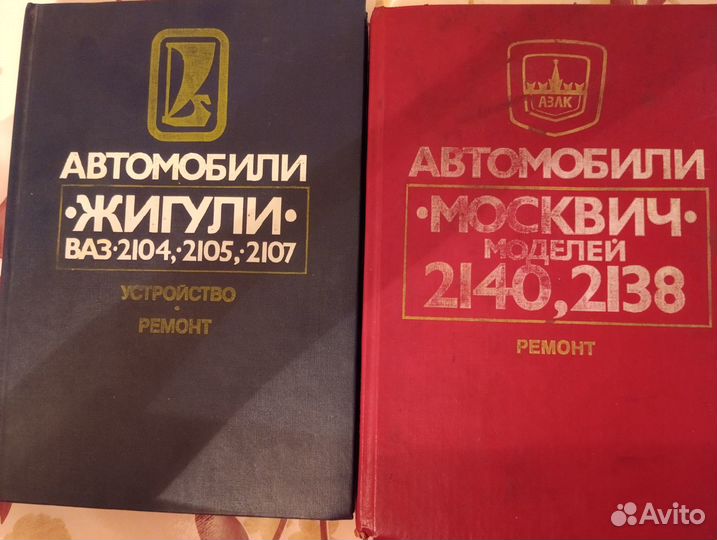 АВТОМОБИЛИ
·ЖИГУЛИ·
ВАЗ·2104,·2105,·2107
УСТРОЙСТВО
·
РЕМОНТ
АЗЛК
АВТОМОБИЛИ
·МОСКВИЧ·
МОДЕЛЕЙ
2140,2138
РЕМОНТ
Avito